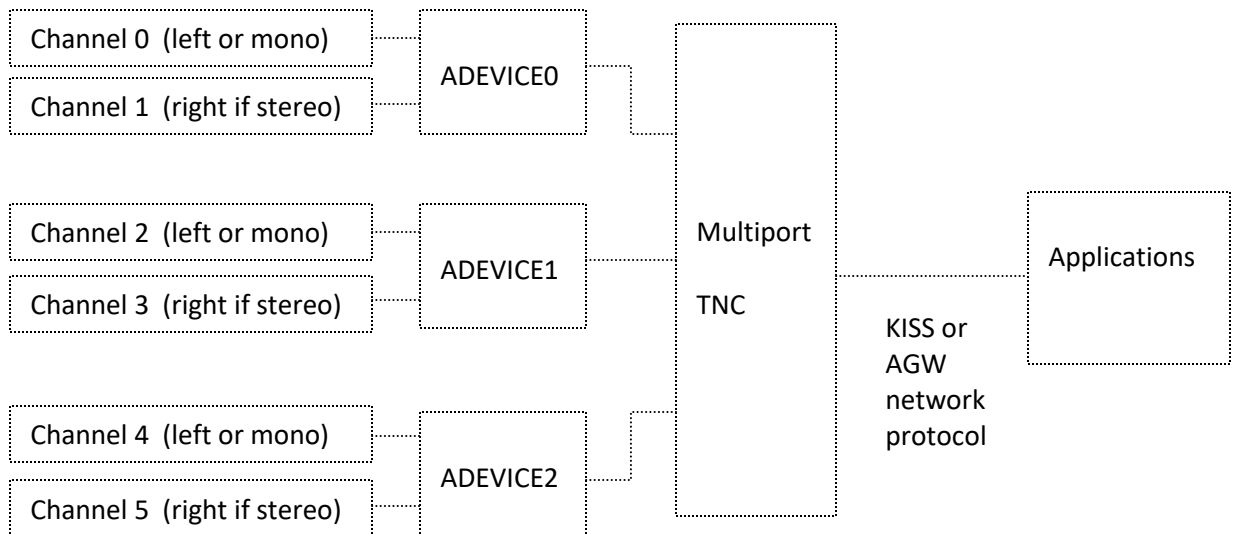 Channel 0  (left or mono)
Channel 1  (right if stereo)
ADEVICE0
Channel 2  (left or mono)
Channel 3  (right if stereo)
ADEVICE1
Channel 4  (left or mono)
Channel 5  (right if stereo)
ADEVICE2
Multiport
TNC
KISS or
AGW
network
protocol
Applications